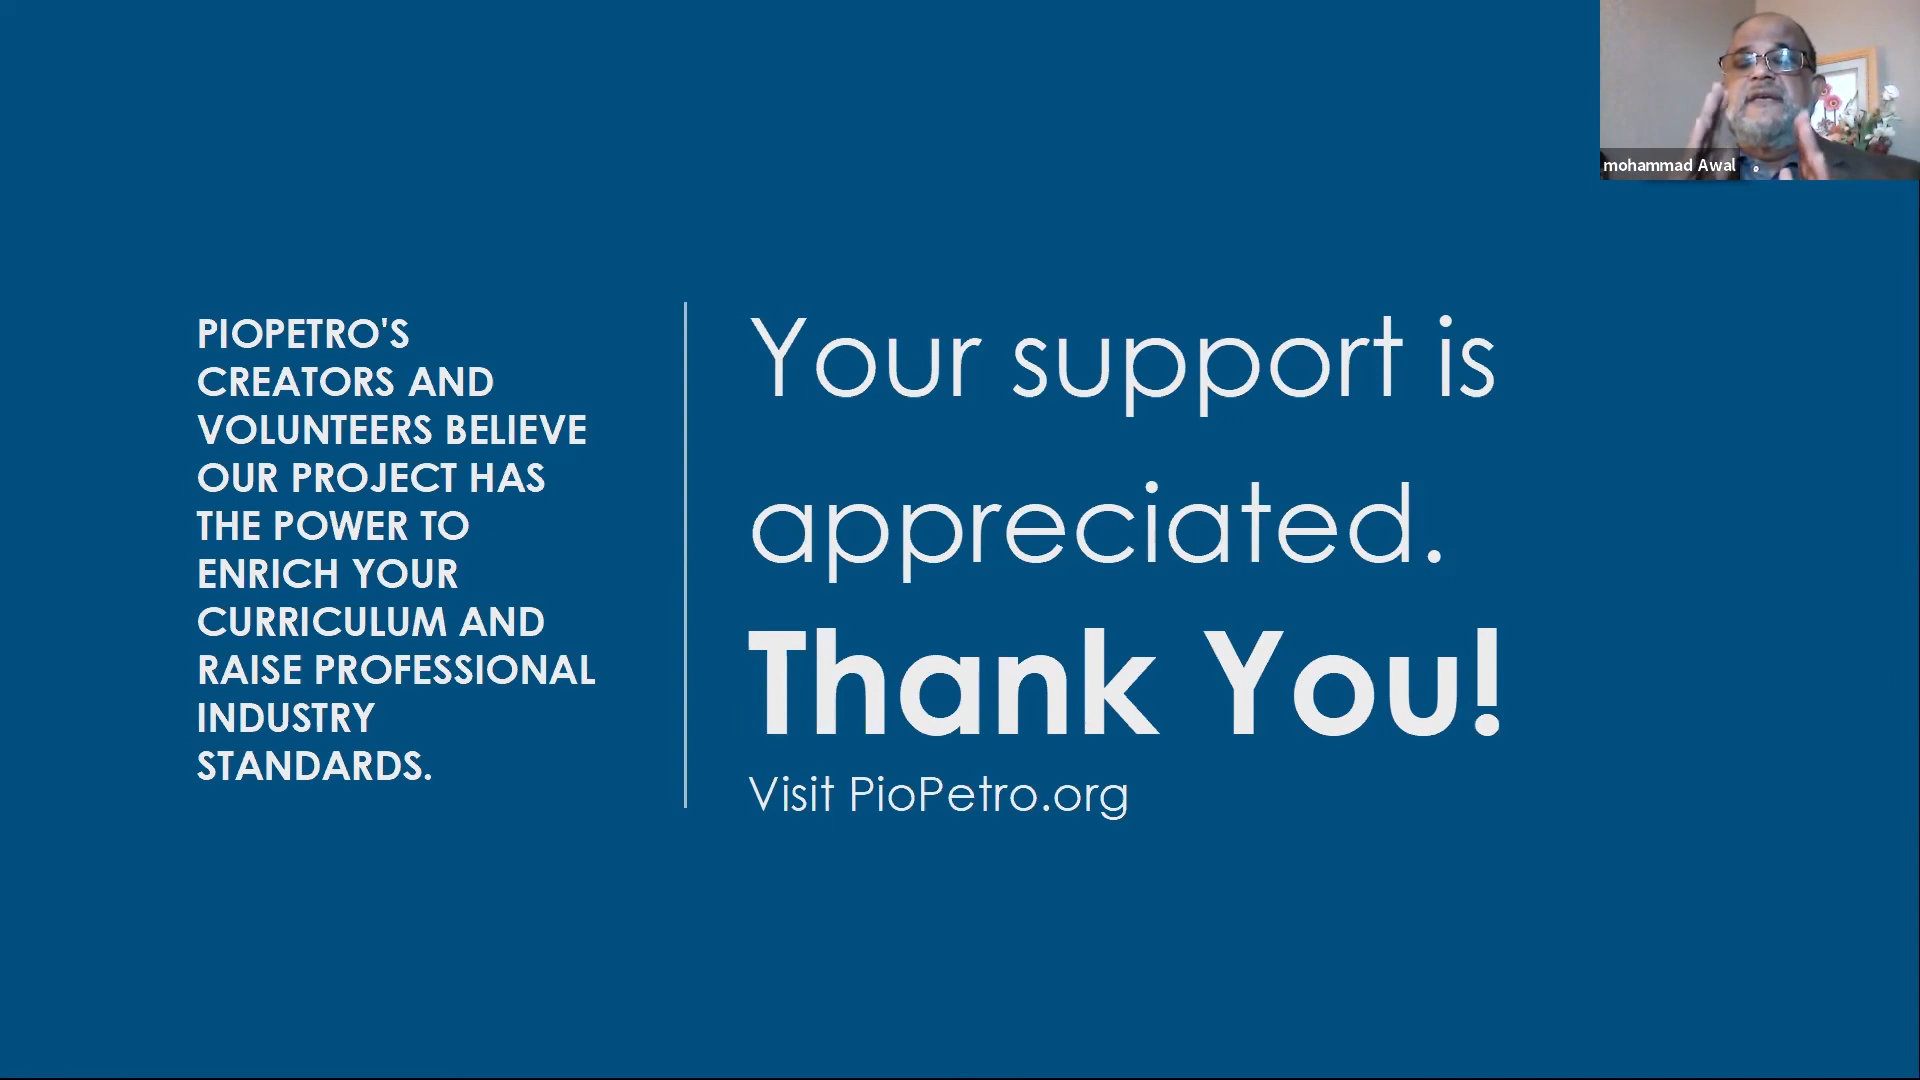 mohammad Awal
PIOPETRO'S
CREATORS AND
VOLUNTEERS BELIEVE
OUR PROJECT HAS
THE POWER TO
ENRICH YOUR
CURRICULUM AND
RAISE PROFESSIONAL
INDUSTRY
STANDARDS.
Your support is
appreciated.
Thank You!
Visit PioPetro.org